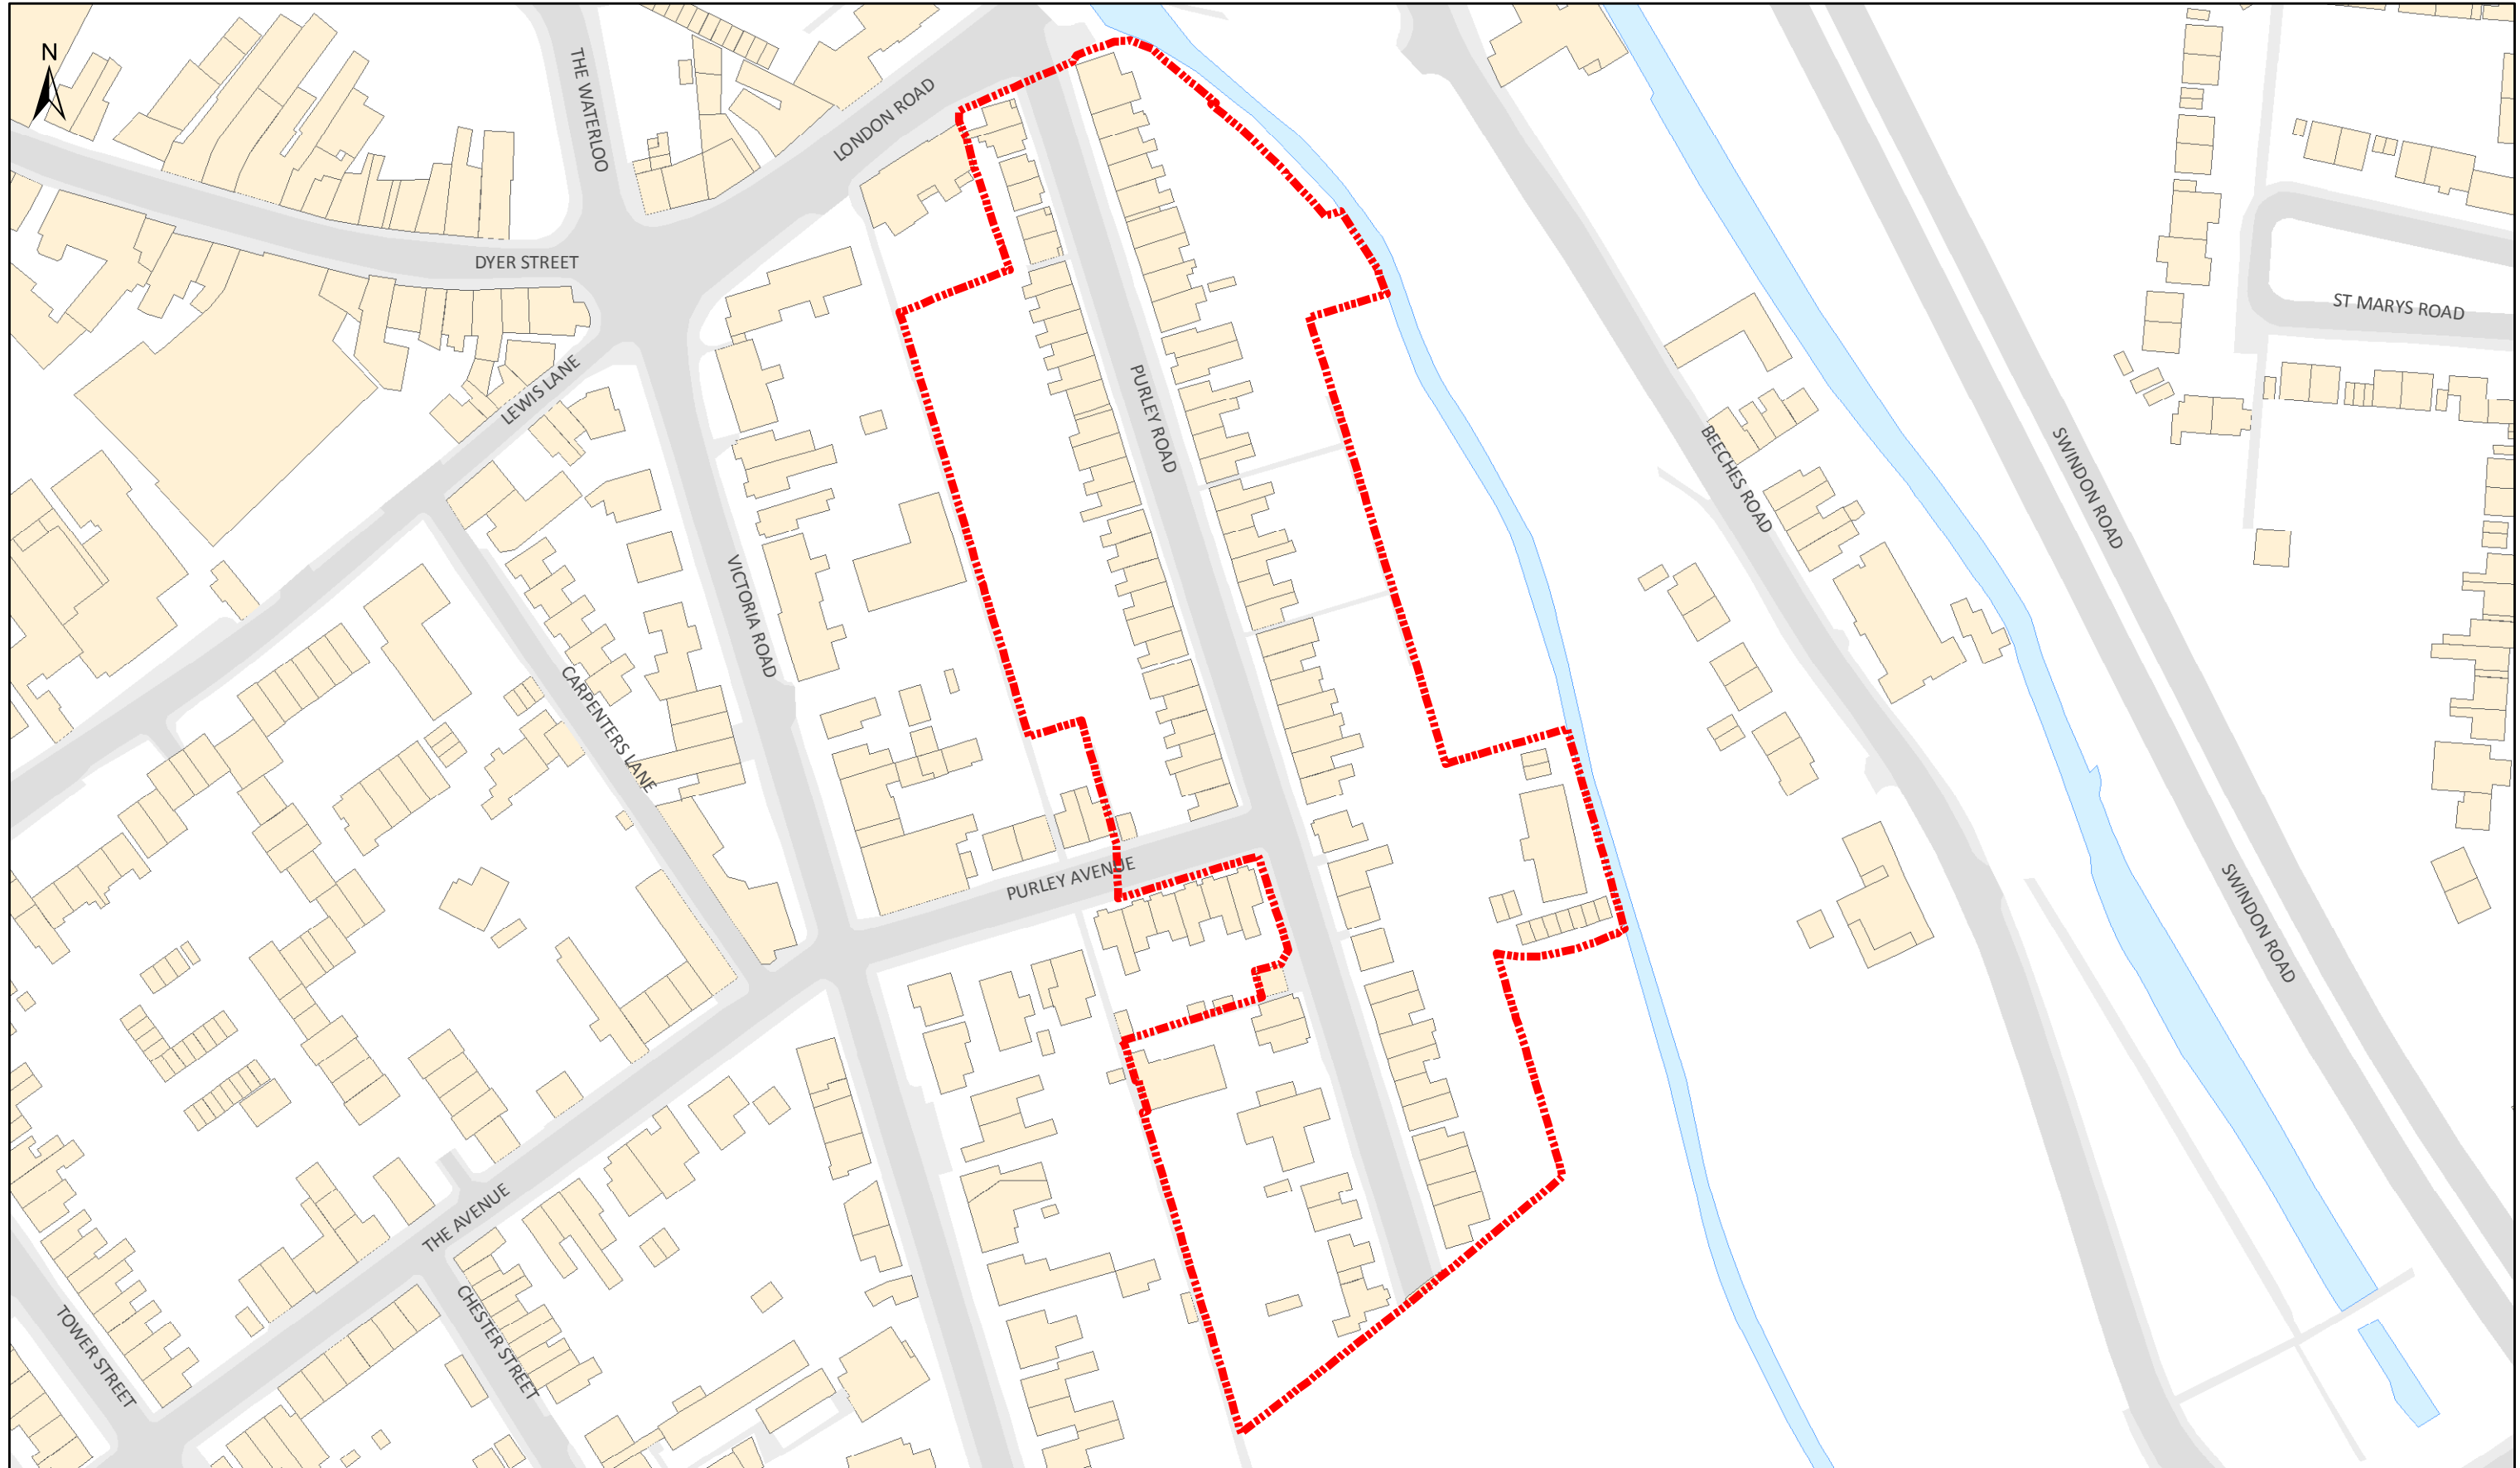 N
THE WATERLOO
LONDON ROAD
DYER STREET
ST MARYS ROAD
LEWIS LANE
PURLEY ROAD
BEECHES ROAD
SWINDON ROAD
VICTORIA ROAD
CARPENTERS LANE
PURLEY AVENUE
SWINDON ROAD
THE AVENUE
CHESTER STREET
TOWER STREET